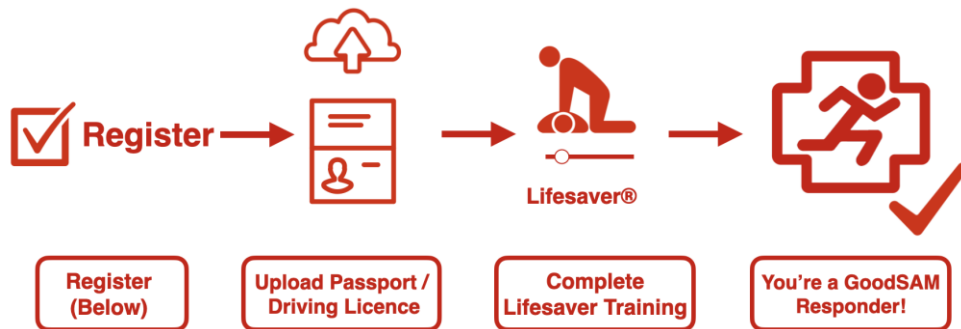 Register
Lifesaver®
Register
(Below)
Upload Passport /
Driving Licence
Complete
Lifesaver Training
You're a GoodSAM
Responder!